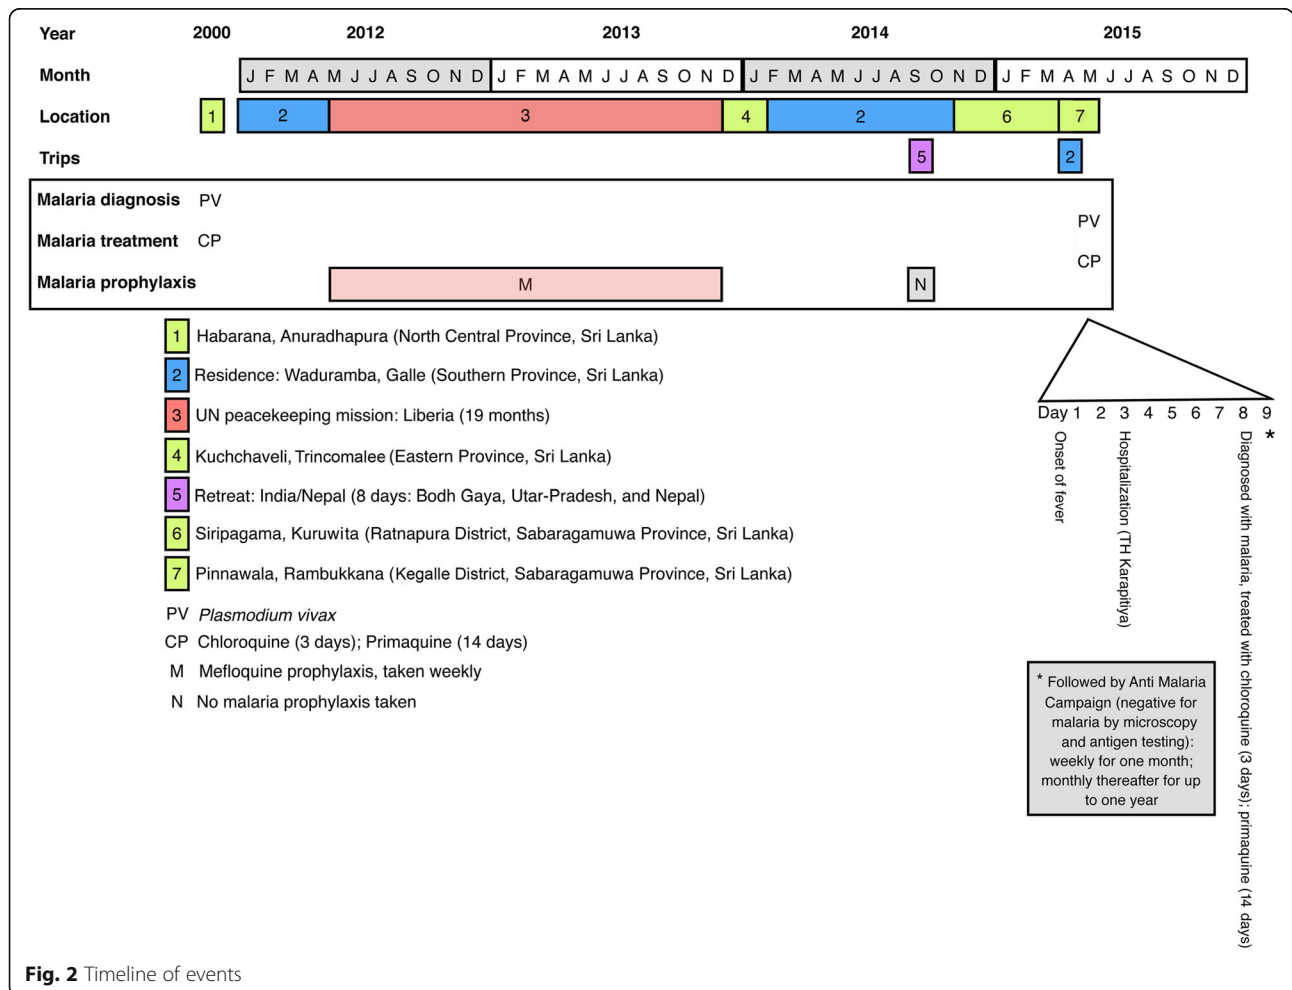 Year 2000 2012 2013 2014 2015
Month J F M A M J J A S O N D J F M A M J J A S O N D J F M A M J J A S O N D J F M A M J J A S O N D
Location 1 2 3 4 2 6 7
Trips 5 2
Malaria diagnosis PV
PV
Malaria treatment CP
CP
Malaria prophylaxis M N
1 Habarana, Anuradhapura (North Central Province, Sri Lanka)
2 Residence: Waduramba, Galle (Southern Province, Sri Lanka)
3 UN peacekeeping mission: Liberia (19 months)
4 Kuchchaveli, Trincomalee (Eastern Province, Sri Lanka)
5 Retreat: India/Nepal (8 days: Bodh Gaya, Utar-Pradesh, and Nepal)
6 Siripagama, Kuruwita (Ratnapura District, Sabaragamuwa Province, Sri Lanka)
7 Pinnawala, Rambukkana (Kegalle District, Sabaragamuwa Province, Sri Lanka)
PV Plasmodium vivax
CP Chloroquine (3 days); Primaquine (14 days)
M Mefloquine prophylaxis, taken weekly
N No malaria prophylaxis taken
Day 1 2 3 4 5 6 7 8 9
*
Onset of fever
Hospitalization (TH Karapitiya)
Diagnosed with malaria, treated with chloroquine (3 days); primaquine (14 days)
* Followed by Anti Malaria
Campaign (negative for
malaria by microscopy
and antigen testing):
weekly for one month;
monthly thereafter for up
to one year
Fig. 2 Timeline of events